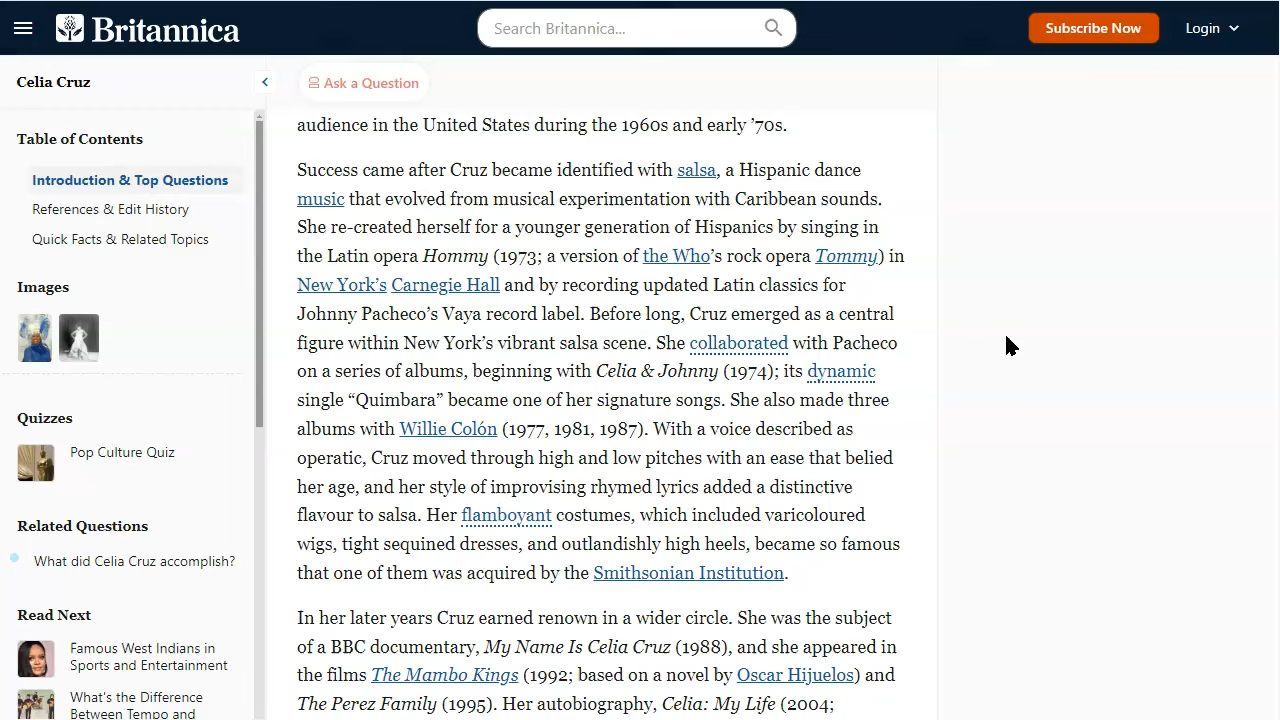 Britannica
Search Britannica...
Subscribe Now
Login
Celia Cruz
Ask a Question
Table of Contents
Introduction & Top Questions
References & Edit History
Quick Facts & Related Topics
Images
Quizzes
Pop Culture Quiz
Related Questions
What did Celia Cruz accomplish?
Read Next
Famous West Indians in
Sports and Entertainment
What's the Difference
Between Tempo and
audience in the United States during the 1960s and early ’70s.
Success came after Cruz became identified with salsa, a Hispanic dance
music that evolved from musical experimentation with Caribbean sounds.
She re-created herself for a younger generation of Hispanics by singing in
the Latin opera Hommy (1973; a version of the Who’s rock opera Tommy) in
New York’s Carnegie Hall and by recording updated Latin classics for
Johnny Pacheco’s Vaya record label. Before long, Cruz emerged as a central
figure within New York’s vibrant salsa scene. She collaborated with Pacheco
on a series of albums, beginning with Celia & Johnny (1974); its dynamic
single “Quimbara” became one of her signature songs. She also made three
albums with Willie Colón (1977, 1981, 1987). With a voice described as
operatic, Cruz moved through high and low pitches with an ease that belied
her age, and her style of improvising rhymed lyrics added a distinctive
flavour to salsa. Her flamboyant costumes, which included varicoloured
wigs, tight sequined dresses, and outlandishly high heels, became so famous
that one of them was acquired by the Smithsonian Institution.
In her later years Cruz earned renown in a wider circle. She was the subject
of a BBC documentary, My Name Is Celia Cruz (1988), and she appeared in
the films The Mambo Kings (1992; based on a novel by Oscar Hijuelos) and
The Perez Family (1995). Her autobiography, Celia: My Life (2004;